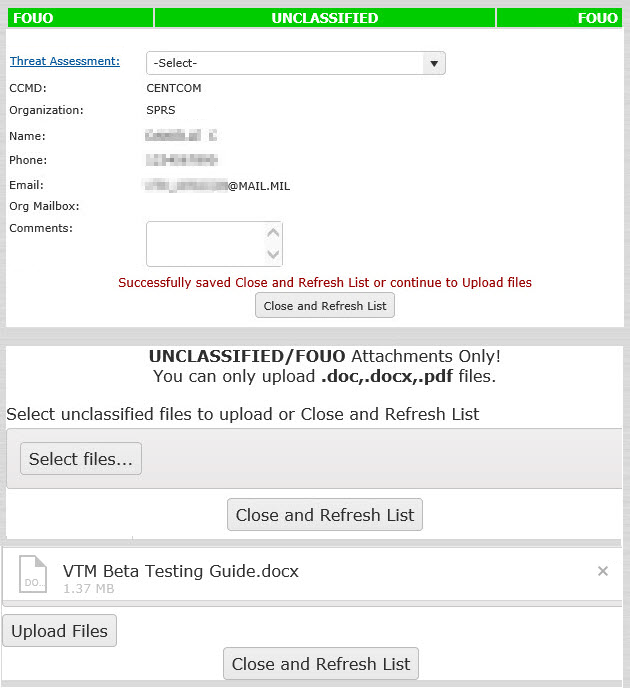 FOUO UNCLASSIFIED FOUO
Threat Assessment: -Select-
CCMD: CENTCOM
Organization: SPRS
Name:
Phone:
Email: @MAIL.MIL
Org Mailbox:
Comments:
Successfully saved Close and Refresh List or continue to Upload files
Close and Refresh List
UNCLASSIFIED/FOUO Attachments Only!
You can only upload .doc,.docx,.pdf files.
Select unclassified files to upload or Close and Refresh List
Select files...
Close and Refresh List
DO...
VTM Beta Testing Guide.docx
1.37 MB
Upload Files
Close and Refresh List